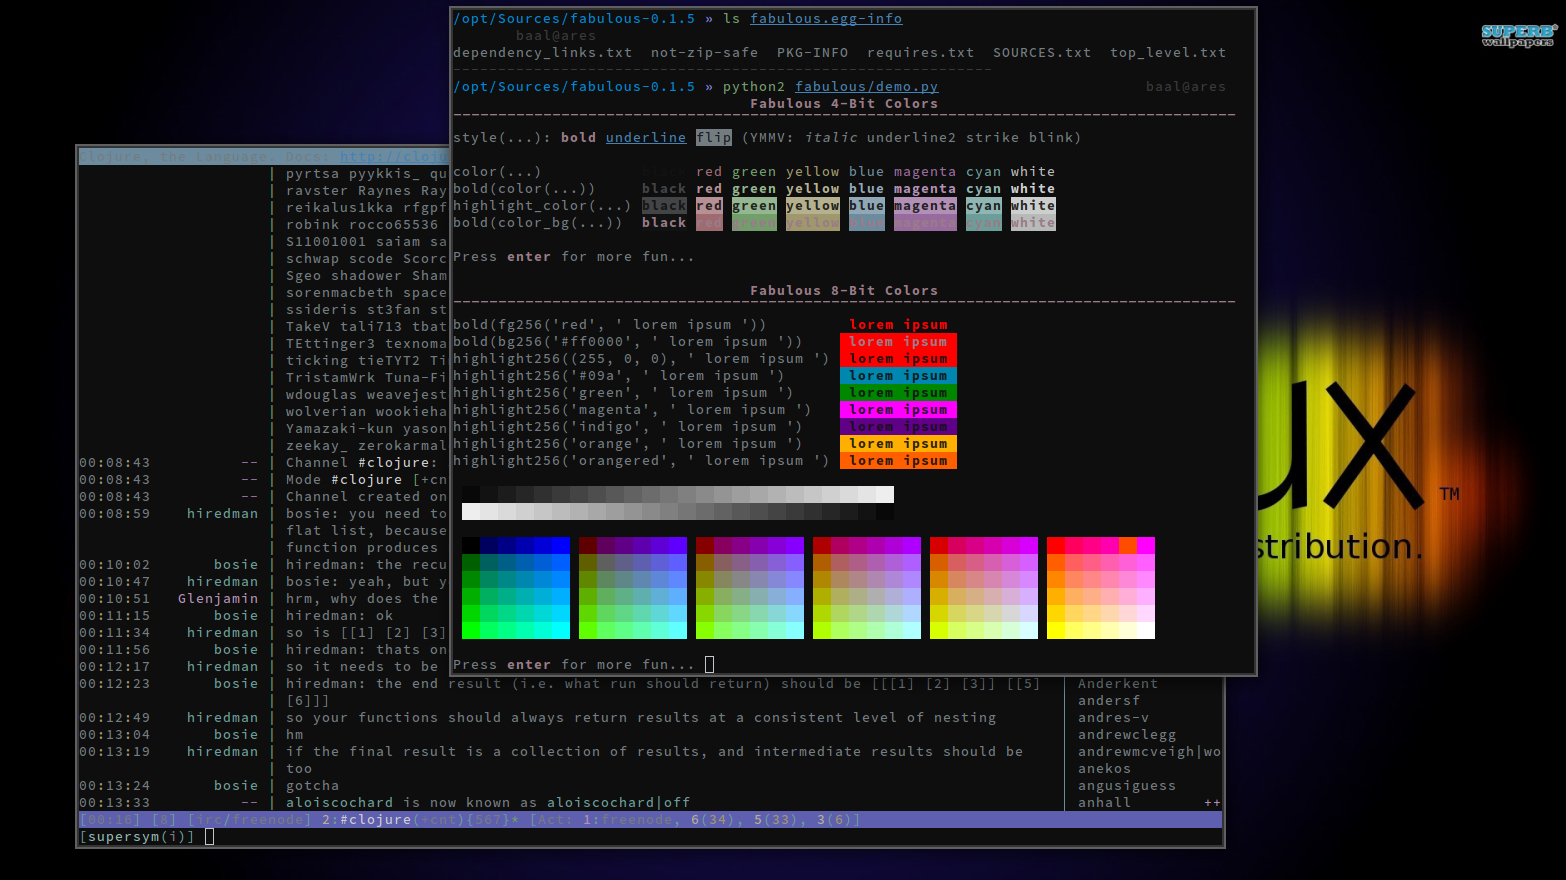 /opt/Sources/fabulous-0.1.5 » ls fabulous.egg-info
baal@ares
dependency_links.txt  not-zip-safe  PKG-INFO  requires.txt  SOURCES.txt  top_level.txt
------------------------------------------------------------
/opt/Sources/fabulous-0.1.5 » python2 fabulous/demo.py baal@ares
Fabulous 4-Bit Colors
style(...): bold underline flip (YMMV: italic underline2 strike blink)
color(...) black red green yellow blue magenta cyan white
bold(color(...)) black red green yellow blue magenta cyan white
highlight_color(...) black red green yellow blue magenta cyan white
bold(color_bg(...)) black red green yellow blue magenta cyan white
Press enter for more fun...
Fabulous 8-Bit Colors
bold(fg256('red', ' lorem ipsum ')) lorem ipsum
bold(bg256('#ff0000', ' lorem ipsum ')) lorem ipsum
highlight256((255, 0, 0), ' lorem ipsum ') lorem ipsum
highlight256('#09a', ' lorem ipsum ') lorem ipsum
highlight256('green', ' lorem ipsum ') lorem ipsum
highlight256('magenta', ' lorem ipsum ') lorem ipsum
highlight256('indigo', ' lorem ipsum ') lorem ipsum
highlight256('orange', ' lorem ipsum ') lorem ipsum
highlight256('orangered', ' lorem ipsum ') lorem ipsum
Press enter for more fun...
Clojure, the Language. Docs: http://cloju
| pyrtsa pyykkis_ qu
| ravster Raynes Ray
| reikalus1kka rfgpf
| robink rocco65536
| S11001001 saiam sa
| schwap scode Scorc
| Sgeo shadower Sham
| sorenmacbeth space
| ssideris st3fan st
| TakeV tali713 tbat
| TEttinger3 texnoma
| ticking tieTYT2 Ti
| TristamWrk Tuna-Fi
| wdouglas weavejest
| wolverian wookieha
| Yamazaki-kun yason
| zeekay_ zerokarmal
00:08:43 -- | Channel #clojure:
00:08:43 -- | Mode #clojure [+cn
00:08:43 -- | Channel created on
00:08:59 hiredman | bosie: you need to
| flat list, because
| function produces
00:10:02 bosie | hiredman: the recu
00:10:47 hiredman | bosie: yeah, but y
00:10:51 Glenjamin | hrm, why does the
00:11:15 bosie | hiredman: ok
00:11:34 hiredman | so is [[1] [2] [3]
00:11:56 bosie | hiredman: thats on
00:12:17 hiredman | so it needs to be
00:12:23 bosie | hiredman: the end result (i.e. what run should return) should be [[[1] [2] [3]] [[5]
| [6]]]
00:12:49 hiredman | so your functions should always return results at a consistent level of nesting
00:13:04 bosie | hm
00:13:19 hiredman | if the final result is a collection of results, and intermediate results should be
| too
00:13:24 bosie | gotcha
00:13:33 -- | aloiscochard is now known as aloiscochard|off
Anderkent
andersf
andres-v
andrewclegg
andrewmcveigh|wo
anekos
angusiguess
anhall ++
[00:16] [8] [irc/freenode] 2:#clojure(+cnt){567}* [Act: 1:freenode, 6(34), 5(33), 3(6)]
[supersym(i)]
SUPERB
wallpapers
ux TM
stribution.